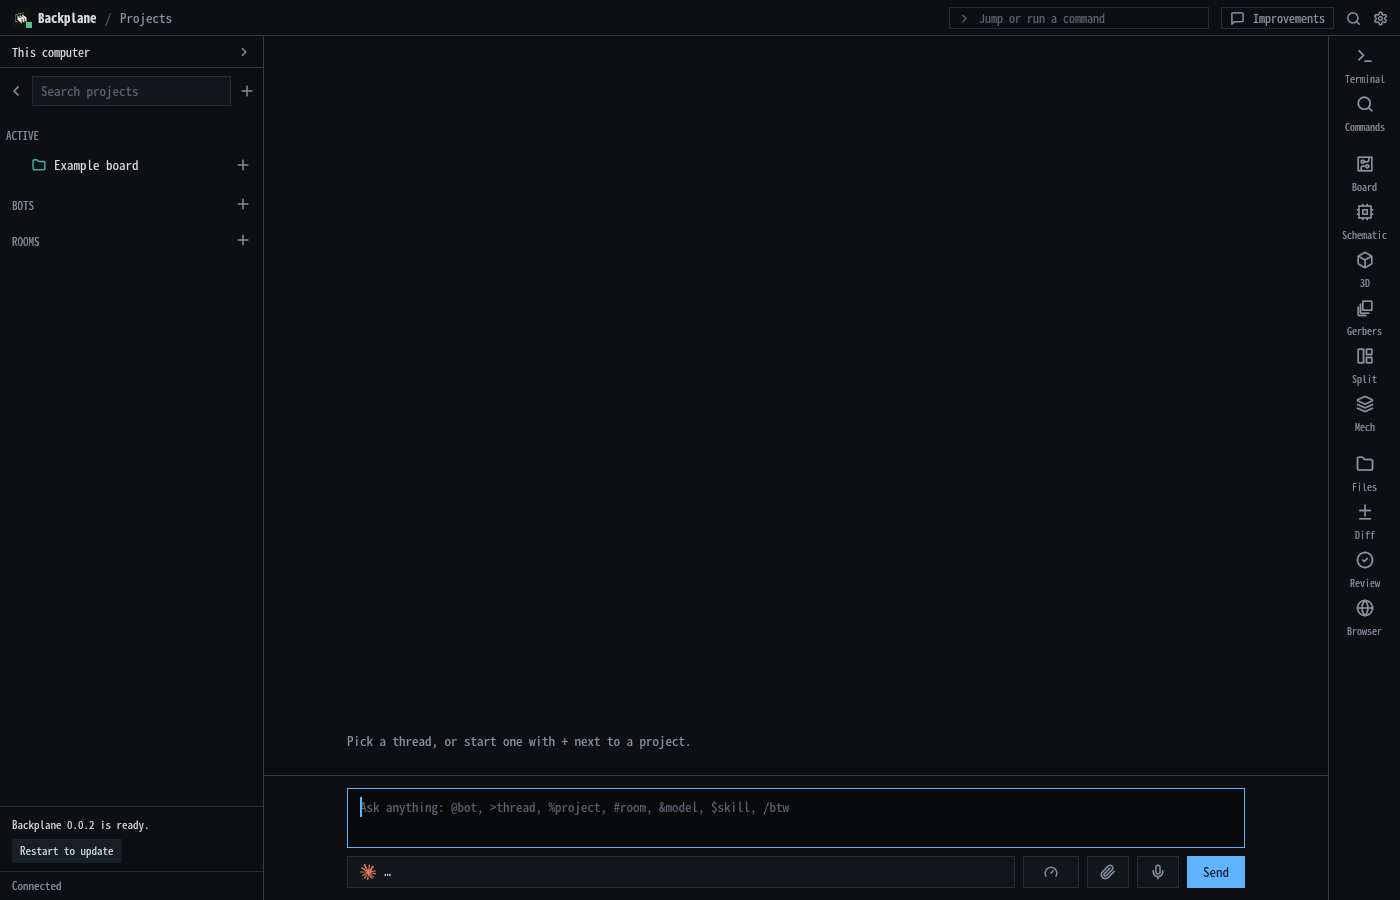 Backplane / Projects
Jump or run a command
Improvements
This computer
Search projects
ACTIVE
Example board
BOTS
ROOMS
Terminal
Commands
Board
Schematic
3D
Gerbers
Split
Mech
Files
Diff
Review
Browser
Pick a thread, or start one with + next to a project.
Ask anything: @bot, >thread, %project, #room, &model, $skill, /btw
…
Send
Backplane 0.0.2 is ready.
Restart to update
Connected